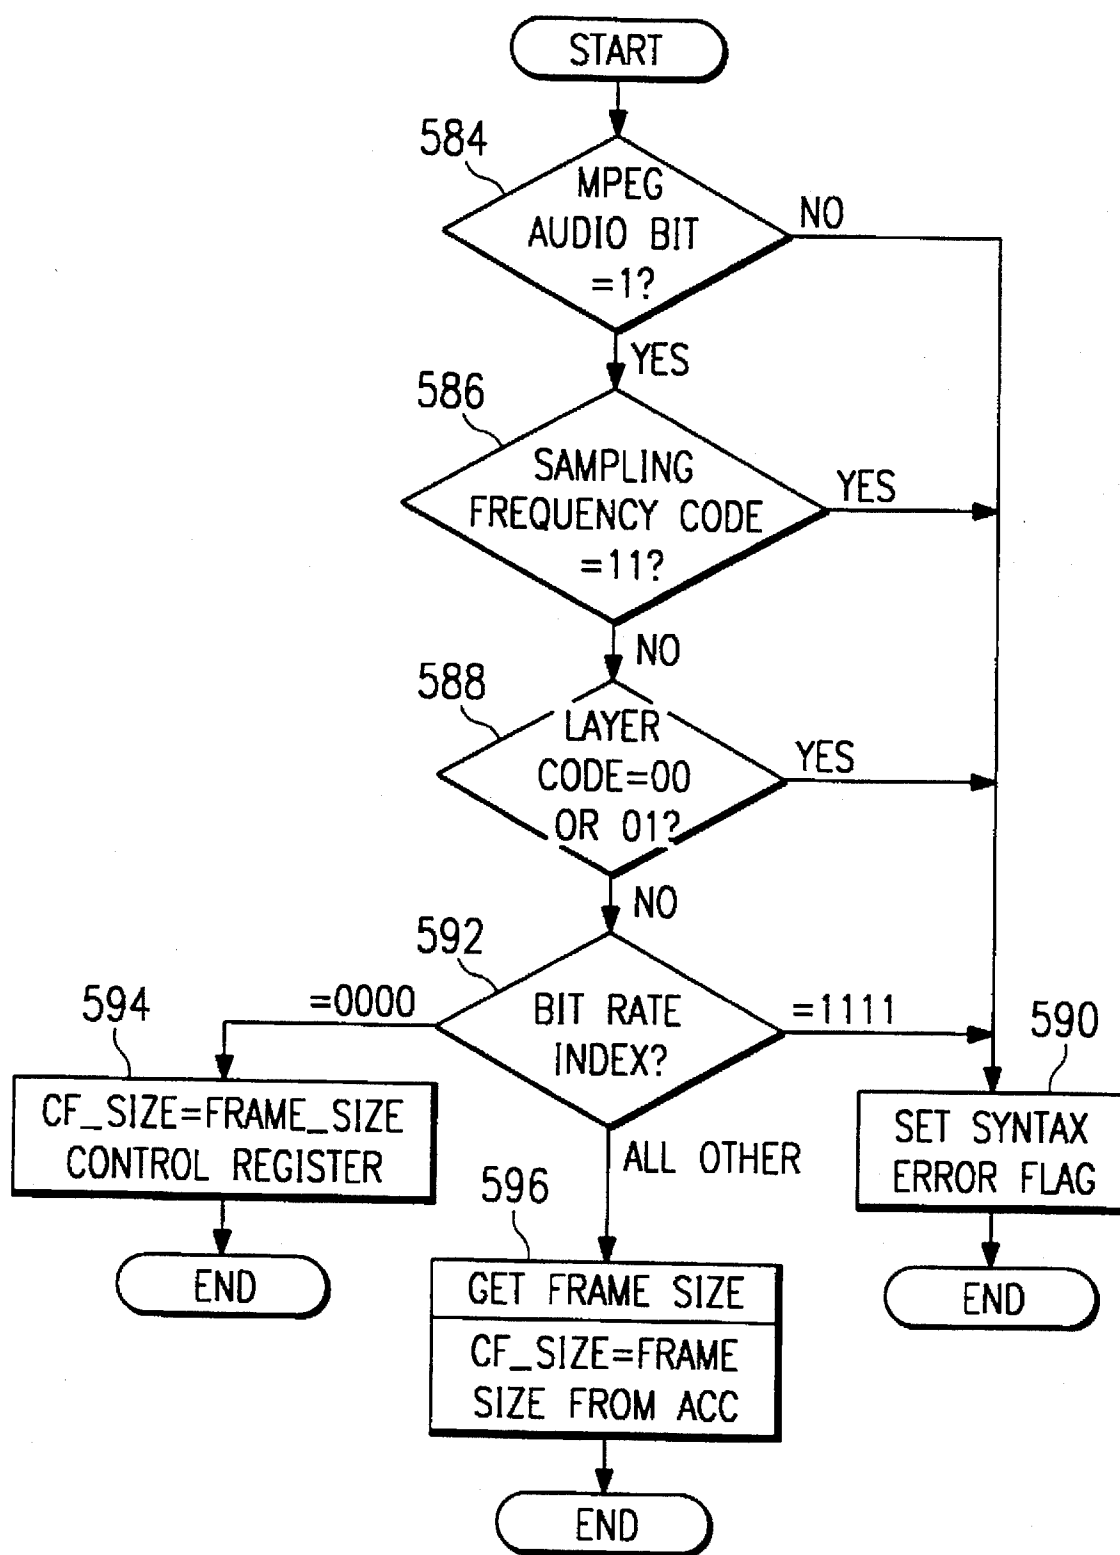 START
584
MPEG
AUDIO BIT
=1?
NO
YES
586
SAMPLING
FREQUENCY CODE
=11?
YES
NO
588
LAYER
CODE=00
OR 01?
YES
NO
592
BIT RATE
INDEX?
=0000
=1111
594
CF_SIZE=FRAME_SIZE
CONTROL REGISTER
END
ALL OTHER
596
GET FRAME SIZE
CF_SIZE=FRAME
SIZE FROM ACC
END
590
SET SYNTAX
ERROR FLAG
END